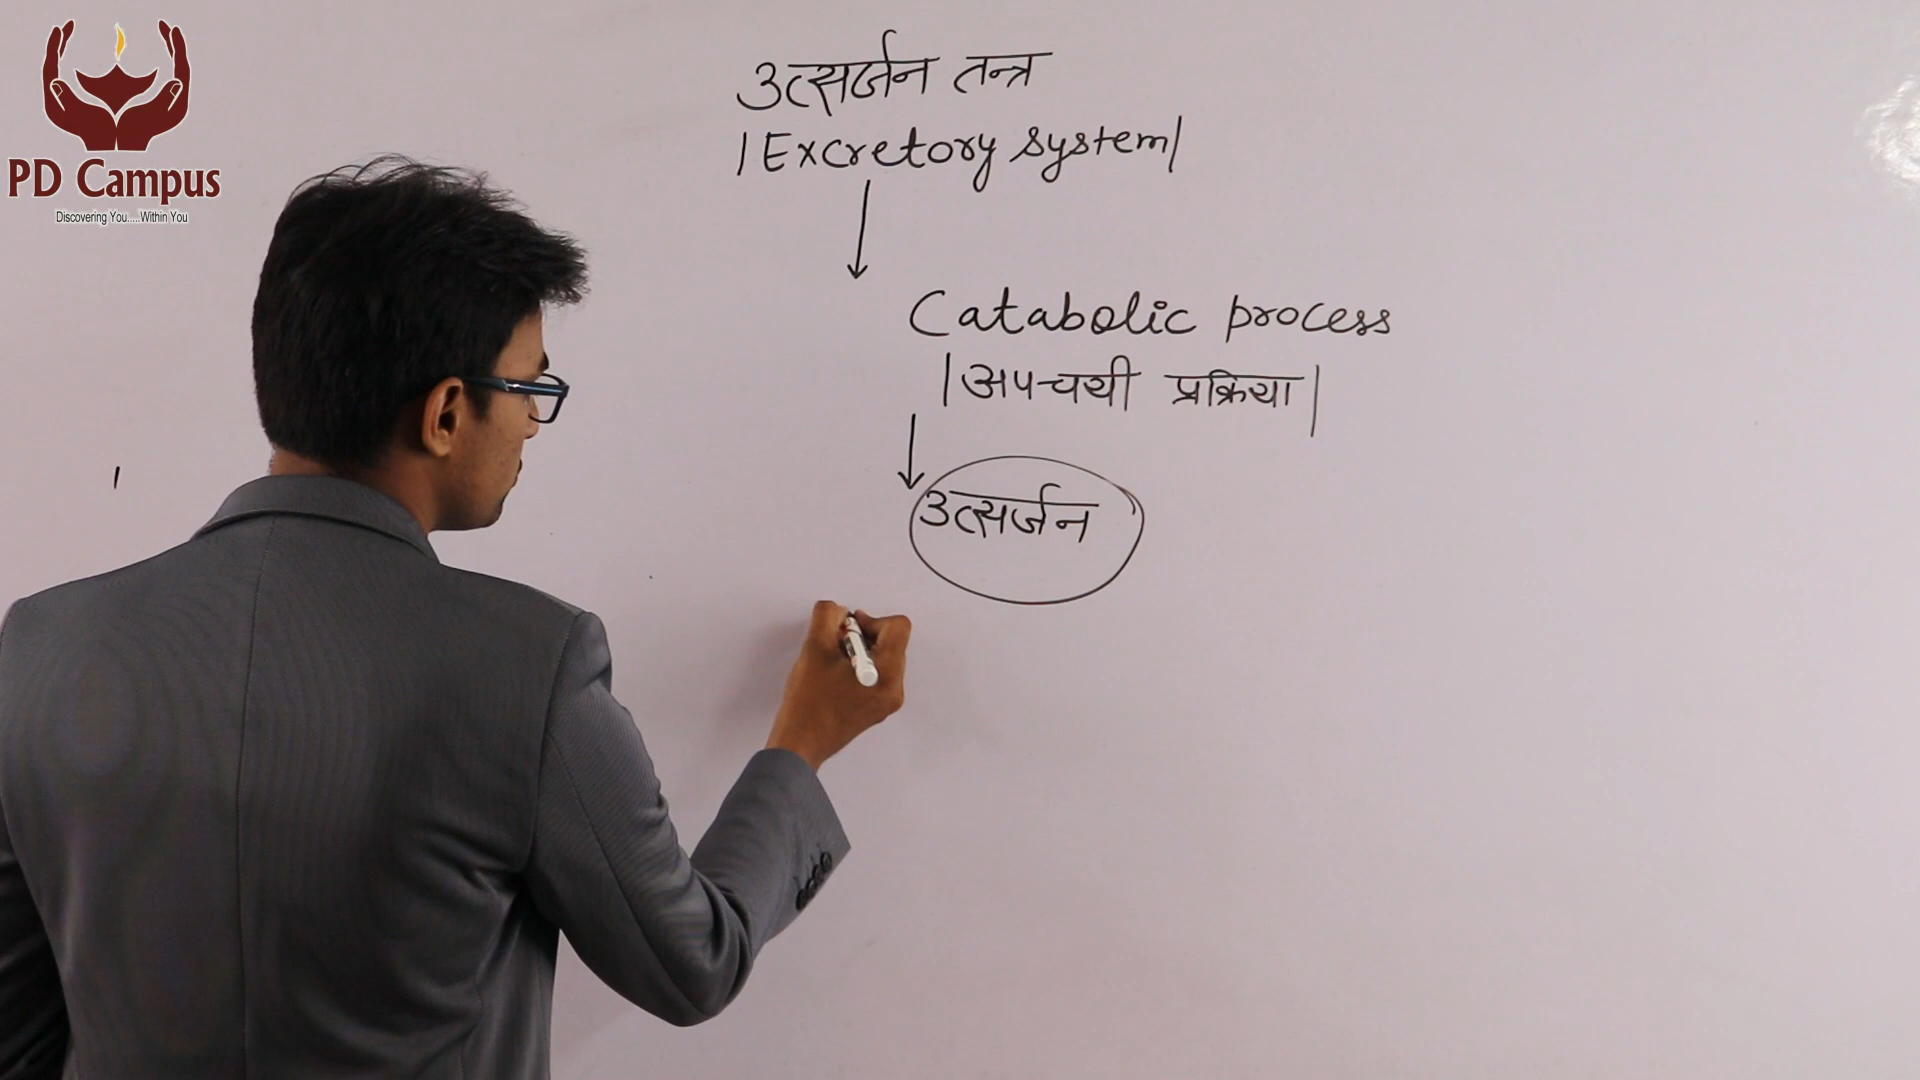 PD Campus
Discovering You.....Within You
उत्सर्जन तन्त्र
|Excretory system|
Catabolic process
|अपचयी प्रक्रिया|
उत्सर्जन